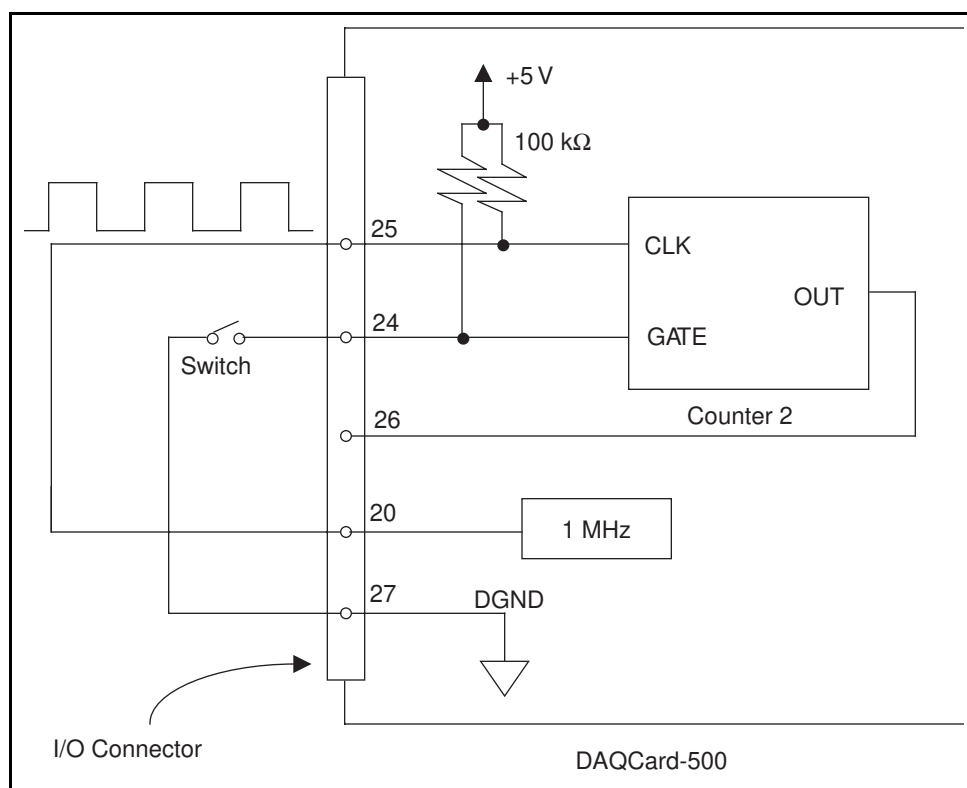 +5 V
100 kΩ
25
CLK
OUT
24
GATE
Switch
Counter 2
26
20
1 MHz
27
DGND
I/O Connector
DAQCard-500